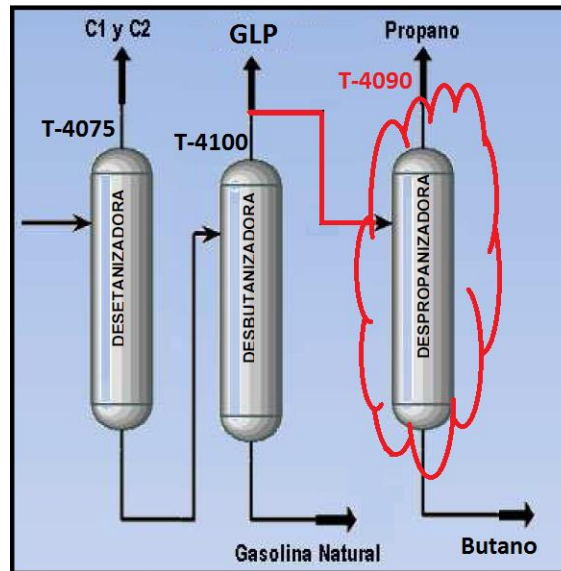 C1 y C2
GLP
Propano
T-4075
T-4100
T-4090
DESETANIZADORA
DESBUTANIZADORA
DESPROPANIZADORA
Gasolina Natural
Butano